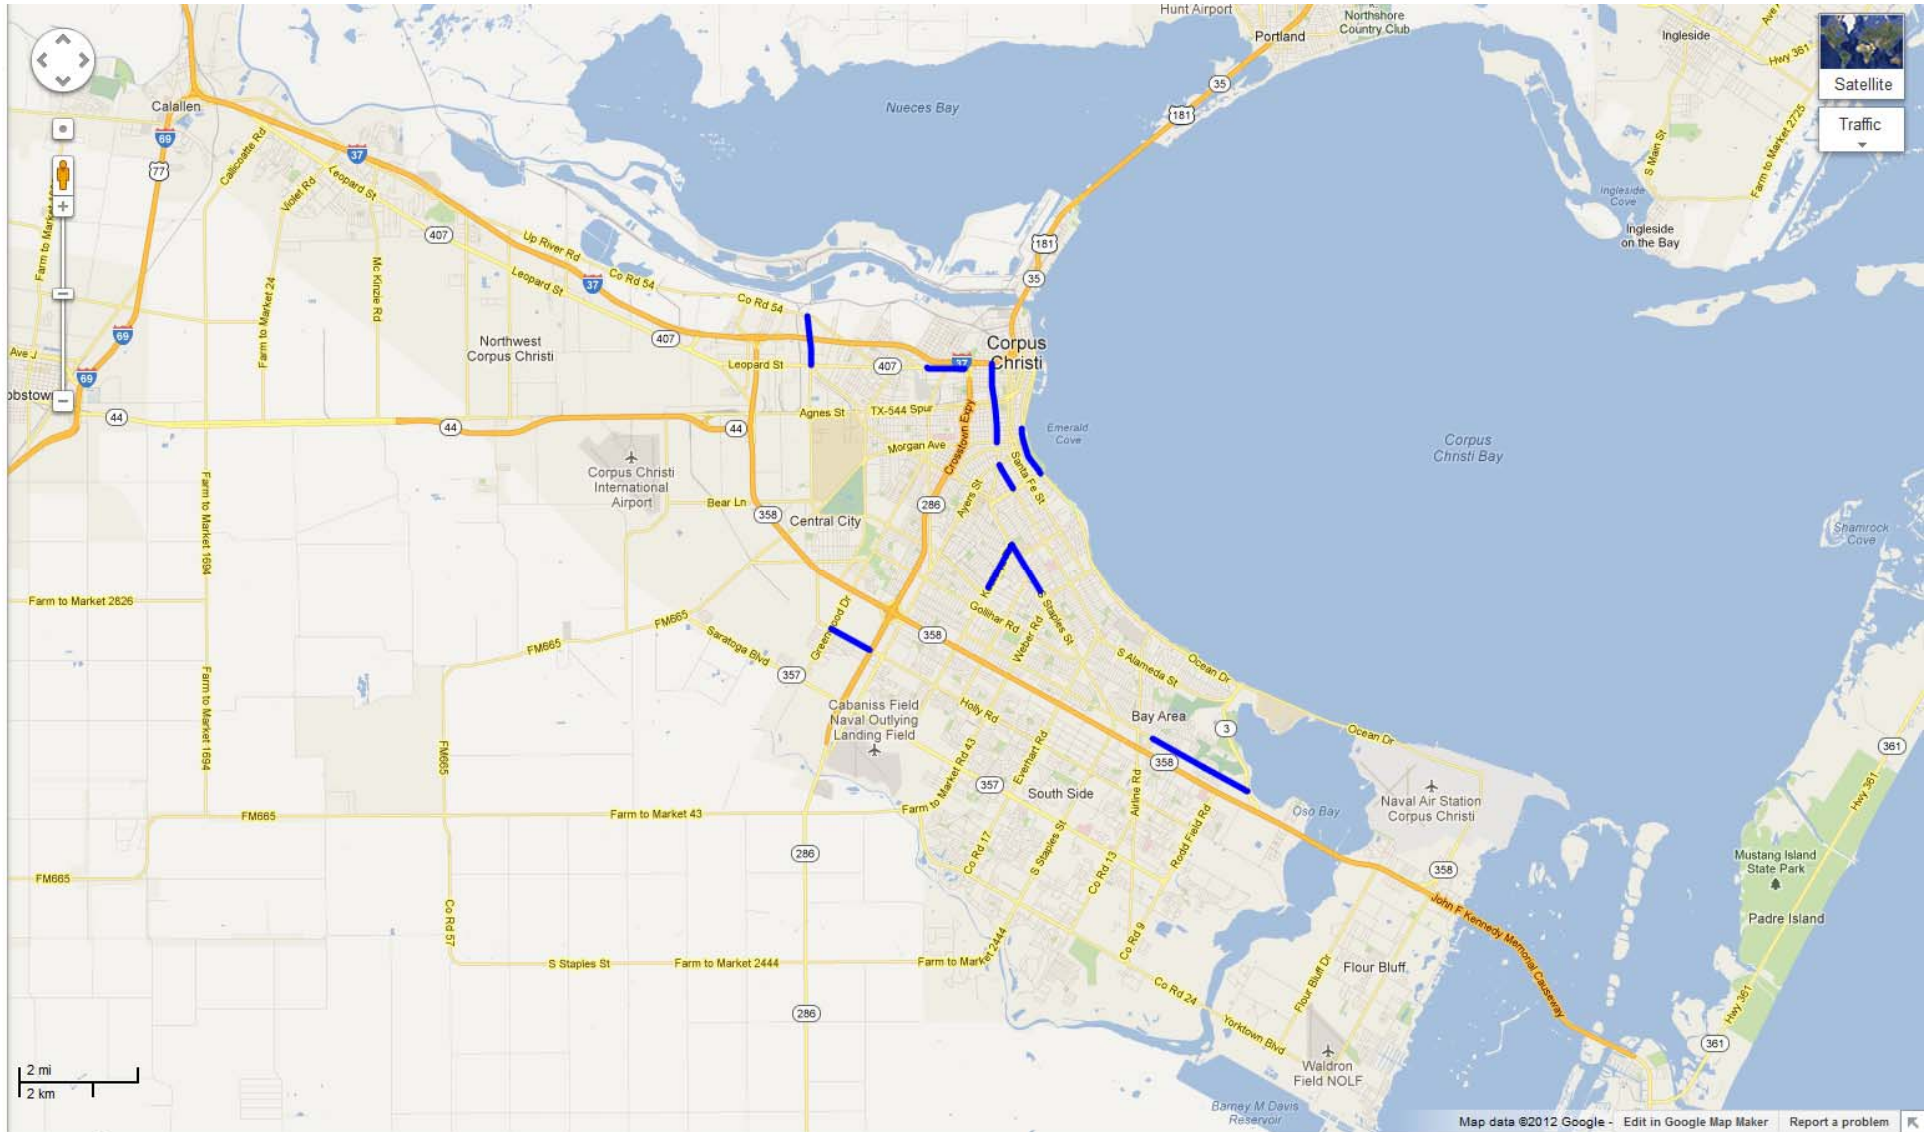 Hunt Airport
Portland
Northshore
Country Club
Ingleside
Ave A
Hwy 361
Satellite
Traffic
Calallen
69
77
37
35
181
Nueces Bay
Callicoatte Rd
Violet Rd
Leopard St
407
Up River Rd
Leopard St
Co Rd 54
37
Mc Kinzie Rd
Farm to Market 24
S Main St
Farm to Market 2725
Ingleside
Cove
Ingleside
on the Bay
181
35
Co Rd 54
69
Ave J
69
Northwest
Corpus Christi
407
Leopard St
407
37
Corpus
Christi
44
44
44
Agnes St
TX-544 Spur
Morgan Ave
Crosstown Expy
Emerald
Cove
Corpus
Christi Bay
Corpus Christi
International
Airport
Bear Ln
358
Central City
286
Ayers St
Santa Fe St
Shamrock
Cove
Farm to Market 1694
Farm to Market 2826
FM665
FM665
Saratoga Blvd
357
358
Gollihar Rd
Weber Rd
S Staples St
S Alameda St
Ocean Dr
Farm to Market 1694
Cabaniss Field
Naval Outlying
Landing Field
Holly Rd
Bay Area
3
Ocean Dr
358
361
Hwy 361
FM665
Farm to Market 43
Everhart Rd
357
South Side
Airline Rd
Rodd Field Rd
Oso Bay
Naval Air Station
Corpus Christi
FM665
Farm to Market 43
Farm to Market Rd 43
286
Co Rd 17
S Staples St
Co Rd 13
358
Mustang Island
State Park
FM665
Co Rd 57
John F Kennedy Memorial Causeway
Padre Island
Co Rd 9
S Staples St
Farm to Market 2444
Flour Bluff
Flour Bluff Dr
Co Rd 24
Hwy 361
286
Yorktown Blvd
361
Waldron
Field NOLF
2 mi
2 km
Barney M Davis
Reservoir
Map data ©2012 Google - Edit in Google Map Maker Report a problem